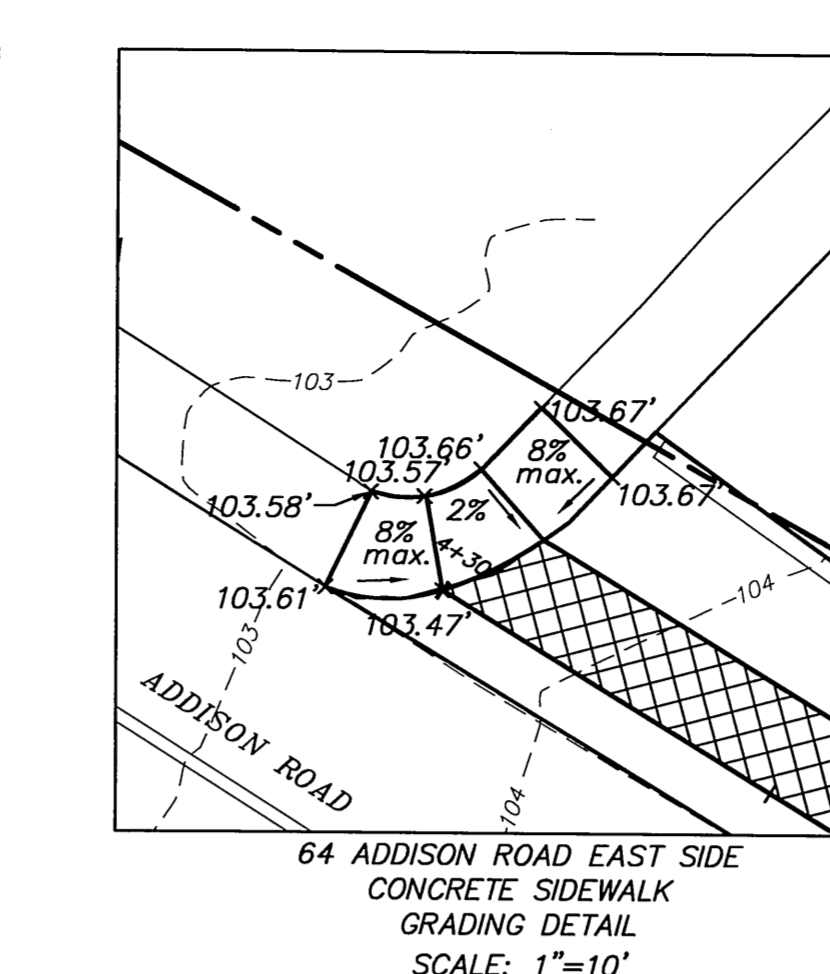 103
103.67'
103.66'
8%
max.
103.57'
103.67'
103.58'
2%
8%
max.
4+30
104
103.61'
103.47'
103
ADDISON ROAD
104
64 ADDISON ROAD EAST SIDE
CONCRETE SIDEWALK
GRADING DETAIL
SCALE: 1"=10'